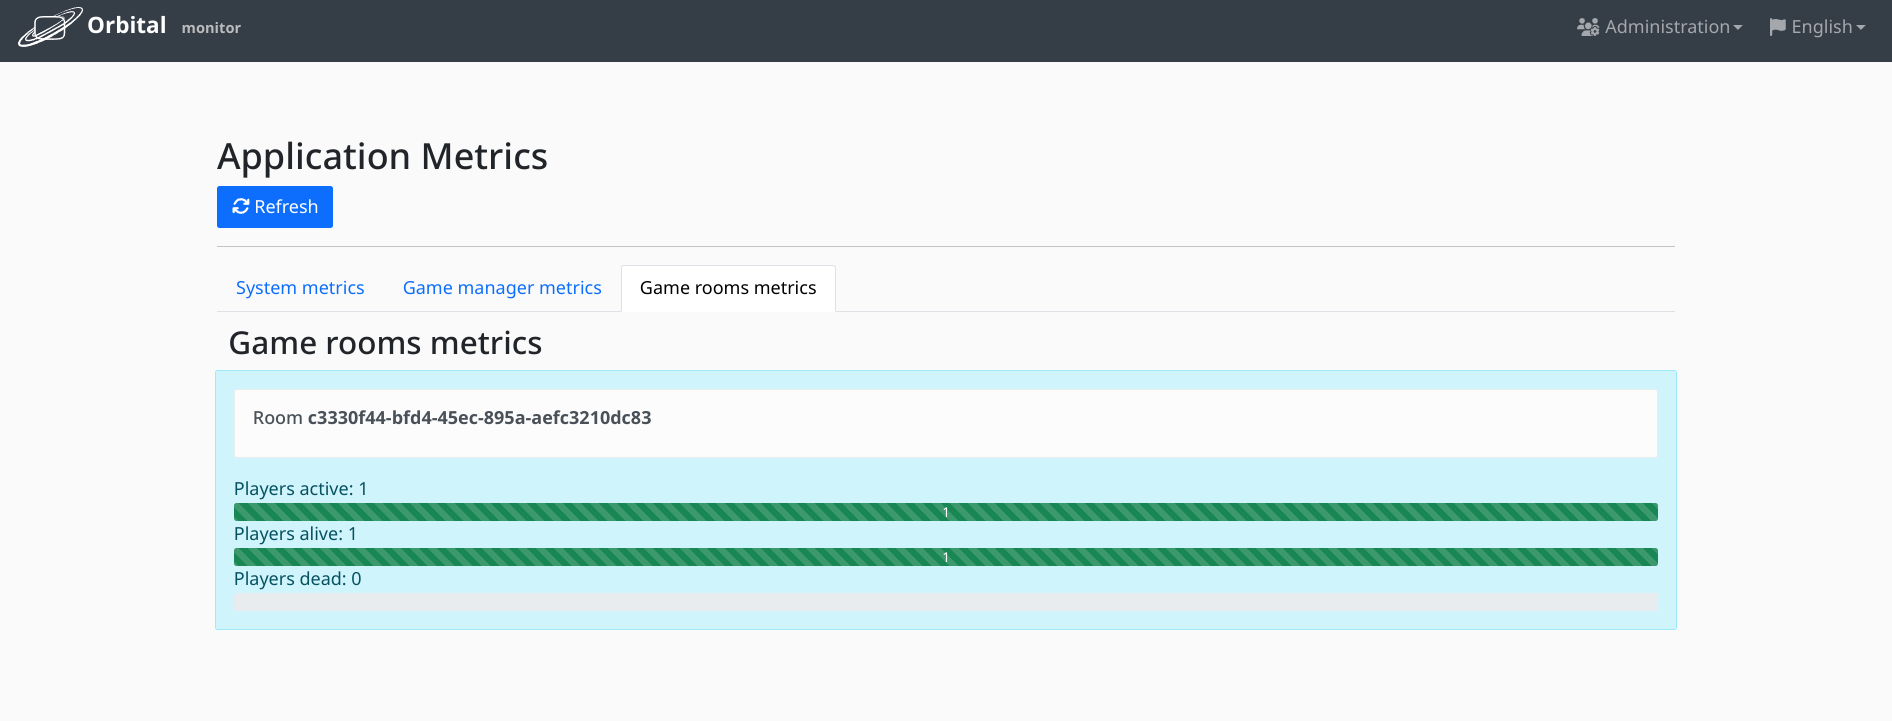 Orbital monitor
Administration
English
Application Metrics
Refresh
System metrics
Game manager metrics
Game rooms metrics
Game rooms metrics
Room c3330f44-bfd4-45ec-895a-aefc3210dc83
Players active: 1
1
Players alive: 1
1
Players dead: 0